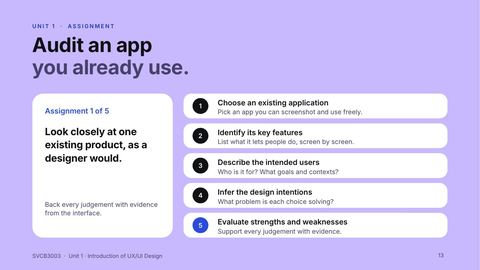 UNIT 1 · ASSIGNMENT
Audit an app
you already use.
Assignment 1 of 5
Look closely at one
existing product, as a
designer would.
Back every judgement with evidence
from the interface.
1
Choose an existing application
Pick an app you can screenshot and use freely.
2
Identify its key features
List what it lets people do, screen by screen.
3
Describe the intended users
Who is it for? What goals and contexts?
4
Infer the design intentions
What problem is each choice solving?
5
Evaluate strengths and weaknesses
Support every judgement with evidence.
SVCB3003 · Unit 1 · Introduction of UX/UI Design
13